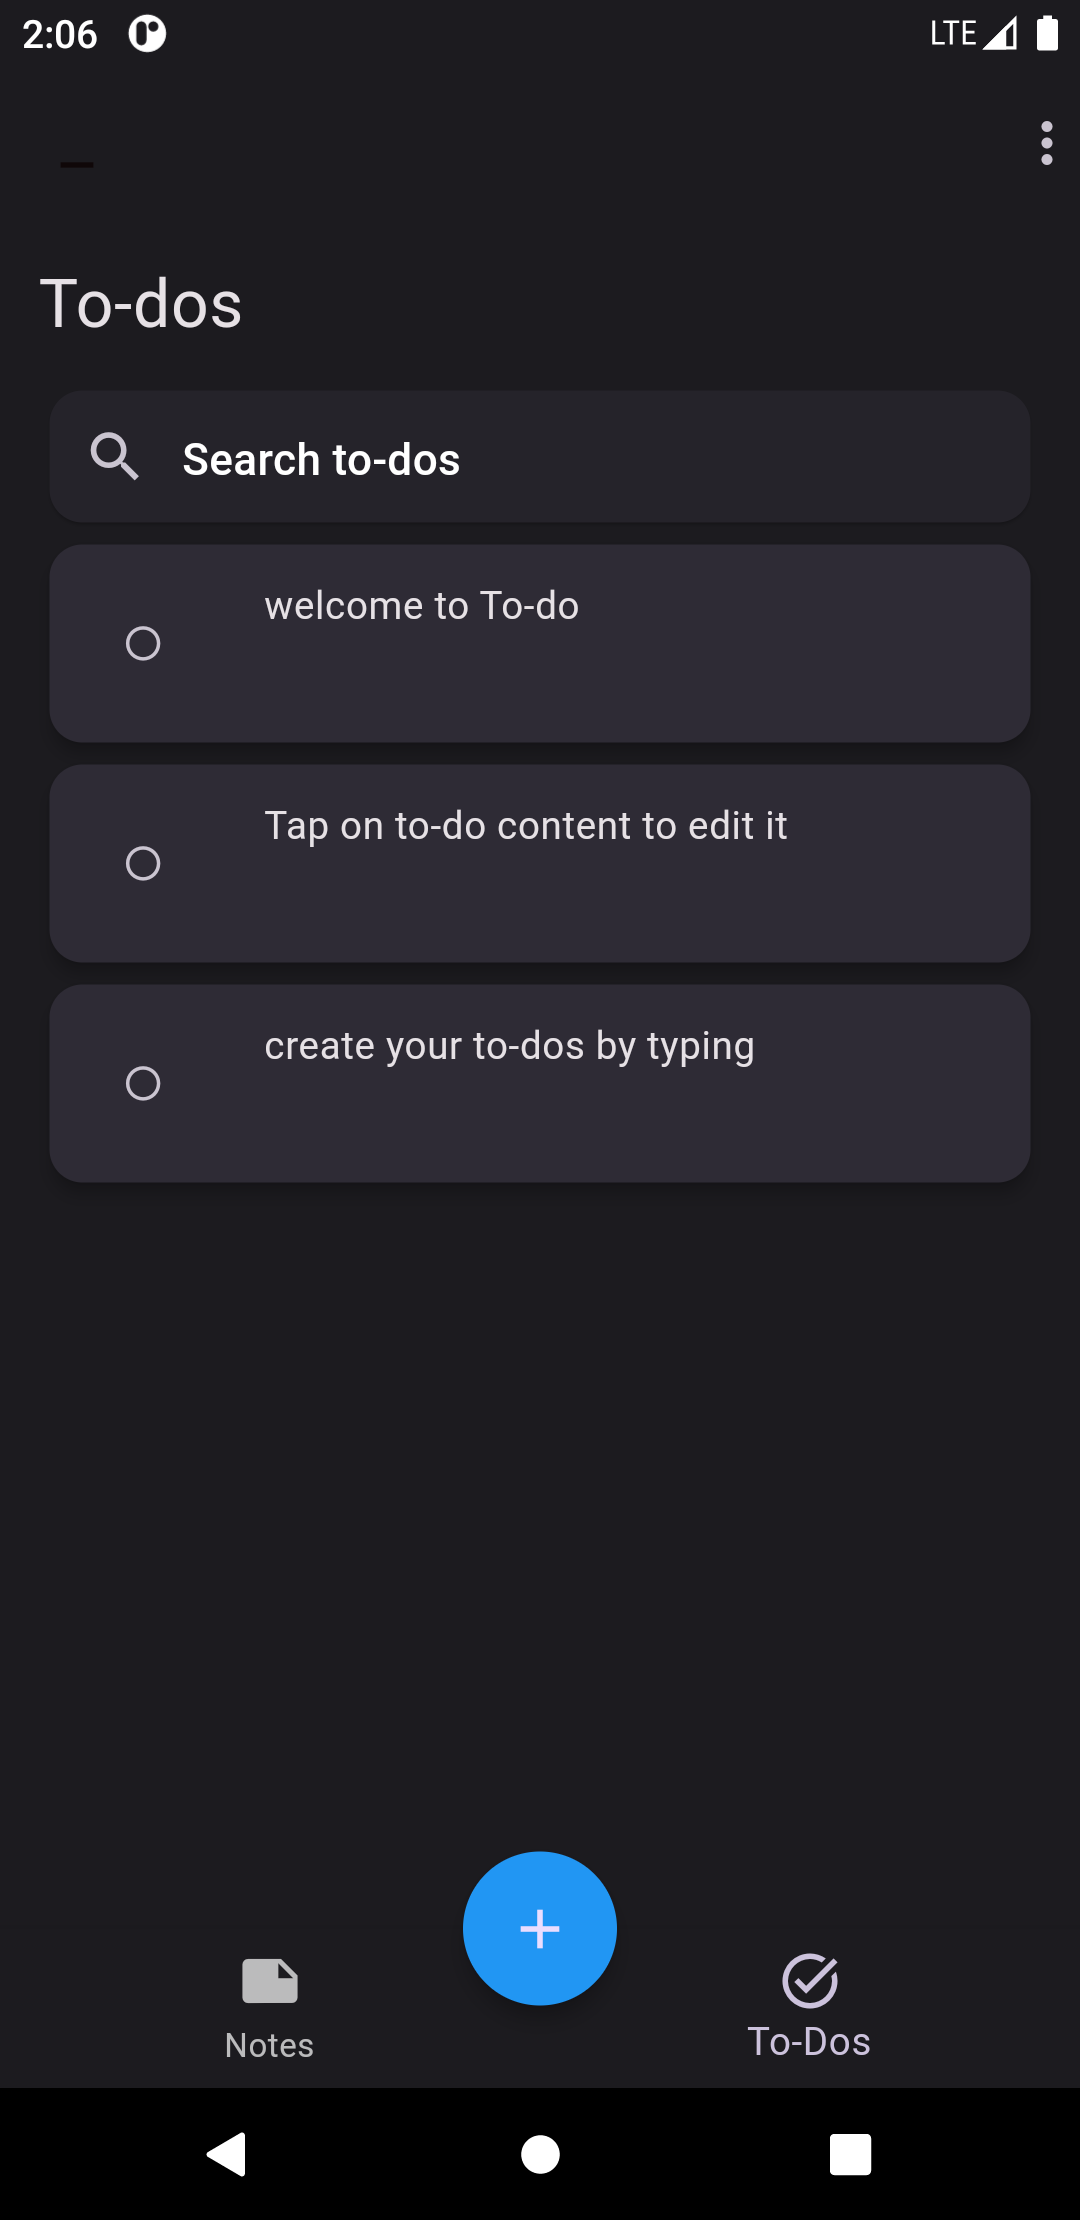 2:06
LTE
To-dos
Search to-dos
welcome to To-do
Tap on to-do content to edit it
create your to-dos by typing
Notes
To-Dos